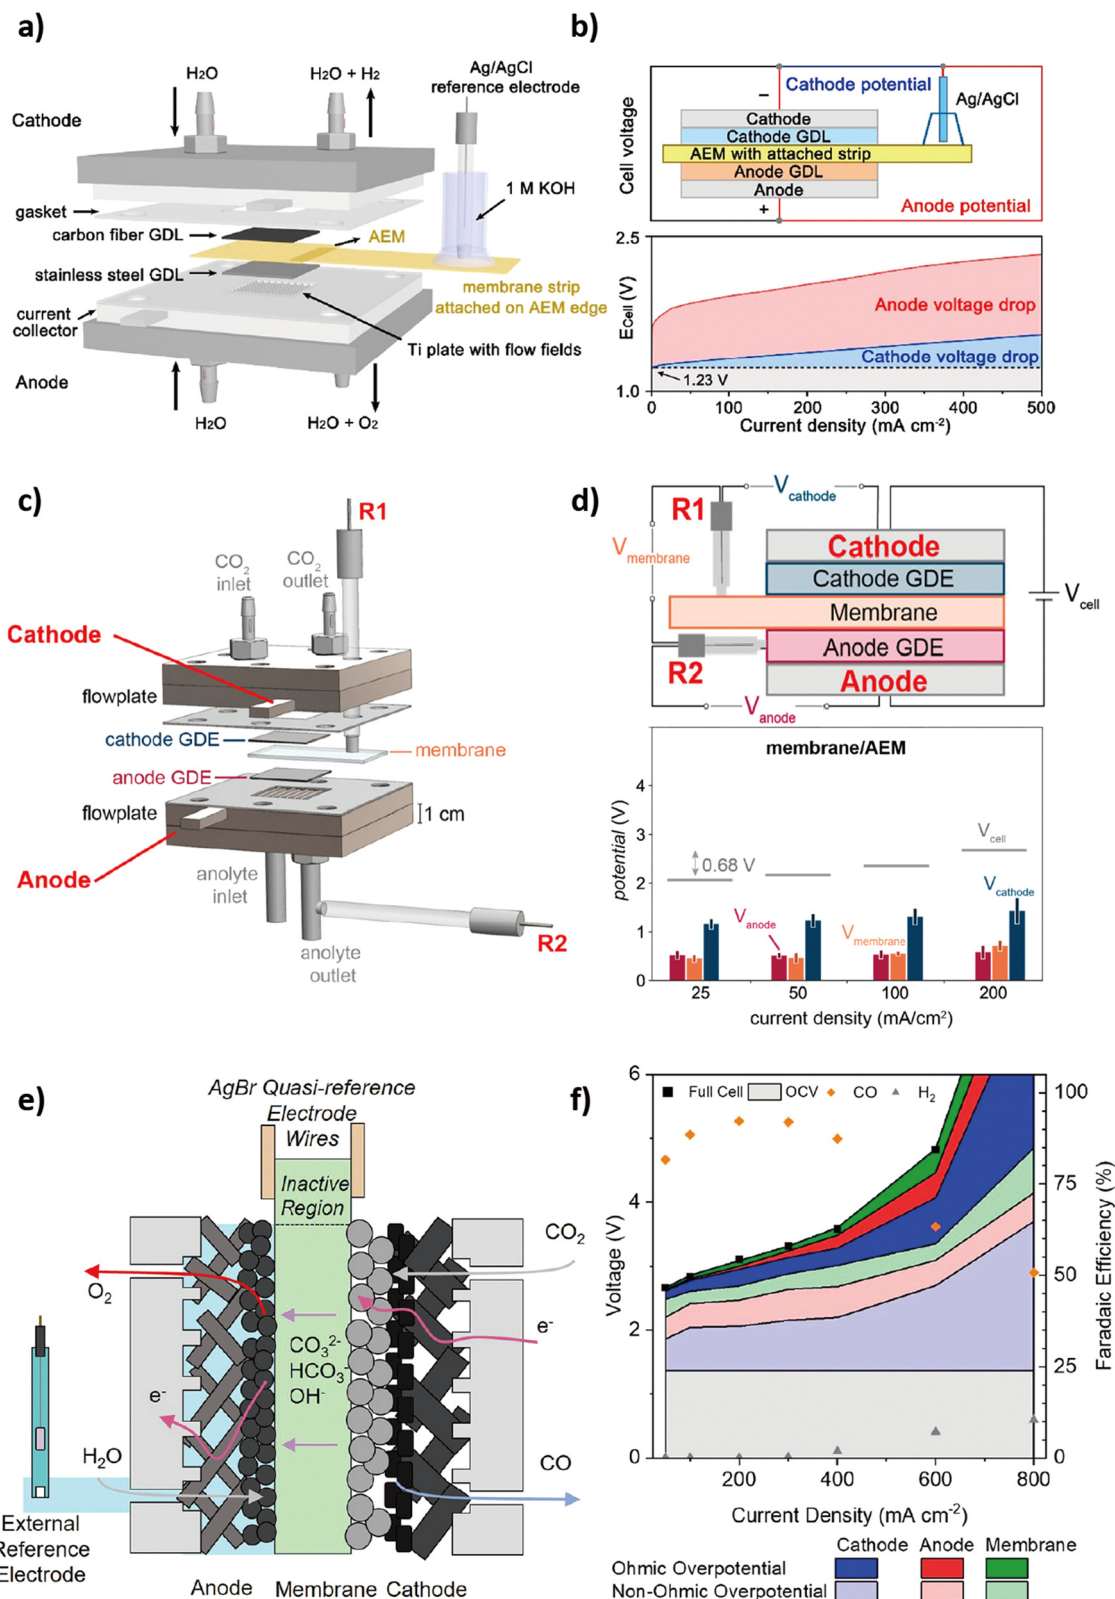 a)
H2O
H2O + H2
Ag/AgCl
reference electrode
Cathode
1 M KOH
gasket
carbon fiber GDL
AEM
stainless steel GDL
membrane strip
attached on AEM edge
current
collector
Ti plate with flow fields
Anode
H2O
H2O + O2
b)
Cathode potential
Cell voltage
−
Ag/AgCl
Cathode
Cathode GDL
AEM with attached strip
Anode GDL
Anode
+
Anode potential
2.5
Ecell (V)
Anode voltage drop
Cathode voltage drop
1.23 V
1.0
0 100 200 300 400 500
Current density (mA cm-2)
c)
R1
CO2
inlet
CO2
outlet
Cathode
flowplate
cathode GDE
membrane
anode GDE
flowplate
1 cm
Anode
anolyte
inlet
R2
anolyte
outlet
d)
Vcathode
R1
Vmembrane
Cathode
Cathode GDE
Membrane
Anode GDE
Anode
Vcell
R2
Vanode
membrane/AEM
potential (V)
4
3
2
1
0
0.68 V
Vcell
Vcathode
Vanode
Vmembrane
25 50 100 200
current density (mA/cm2)
e)
AgBr Quasi-reference
Electrode
Wires
Inactive
Region
CO2
O2
e-
CO32-
HCO3-
OH-
e-
H2O
CO
External
Reference
Electrode
Anode Membrane Cathode
f)
Full Cell OCV CO H2
6
4
2
0
Voltage (V)
100
75
50
25
0
Faradaic Efficiency (%)
0 200 400 600 800
Current Density (mA cm-2)
Cathode Anode Membrane
Ohmic Overpotential
Non-Ohmic Overpotential